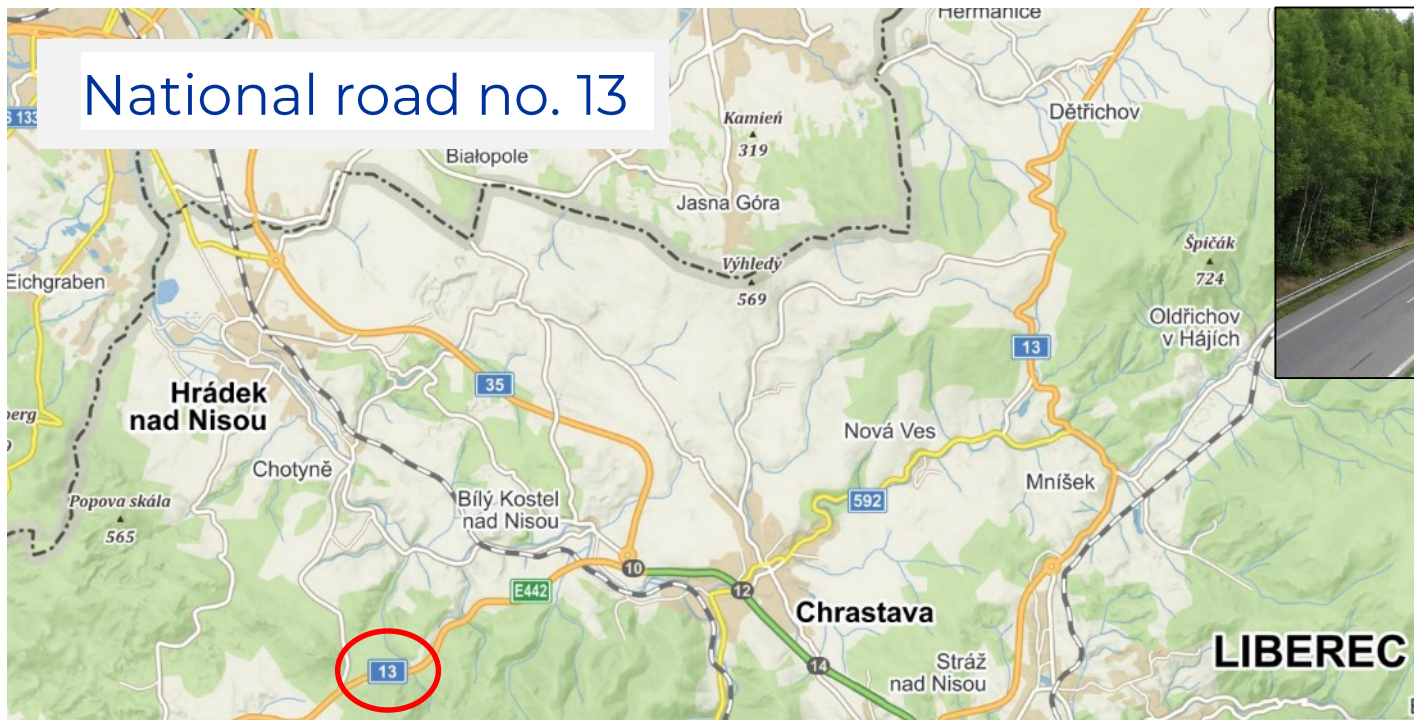 Heřmanice
National road no. 13
Dětřichov
Kamień
319
Białopole
Jasna Góra
Špičák
724
Výhledy
569
Eichgraben
Oldřichov
v Hájích
13
35
Hrádek
nad Nisou
Nová Ves
Chotyně
Mníšek
592
Bílý Kostel
nad Nisou
Popova skála
565
10
E442
12
Chrastava
LIBEREC
14
13
Stráž
nad Nisou